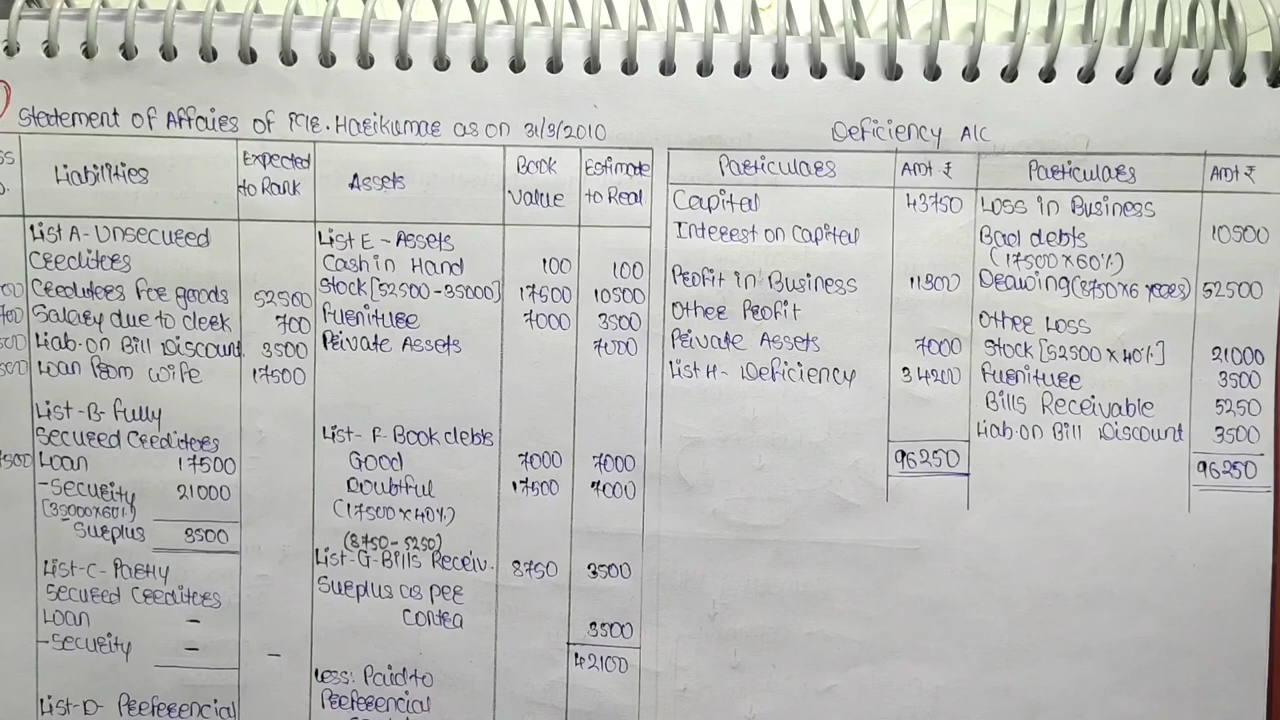 Statement of Affairs of Mr. Harikumar as on 31/3/2010
Liabilities
Expected
to Rank
Assets
Book
Value
Estimate
to Real
List A - Unsecured
Creditors
Creditors for goods 52500
Salary due to clerk 700
Liab. on Bill Discount. 3500
Loan from wife 17500
List-B- fully
Secured Creditors
Loan 17500
-Security 21000
[35000x60%]
-Surplus 3500
List-C- Partly
Secured Creditors
Loan -
-Security - -
List-D- Preferencial
List E - Assets
Cash in Hand 100 100
Stock [52500-35000] 17500 10500
Furniture 7000 3500
Private Assets 7000
List- F- Book debts
Good 7000 7000
Doubtful 17500 7000
(17500 x 40%)
(8750-5250)
List-G-Bills Receiv. 8750 3500
Surplus as per
Contra 3500
42100
Less: Paid to
Preferencial
Deficiency A/C
Particulars Amt ₹ Particulars Amt ₹
Capital 43750
Interest on Capital
Profit in Business 11300
Other Profit
Private Assets 7000
List H- Deficiency 34200
96250
Loss in Business
Bad debts 10500
(17500 x 60%)
Drawing (8750x6 years) 52500
Other Loss
Stock [52500 x 40%] 21000
Furniture 3500
Bills Receivable 5250
Liab. on Bill Discount 3500
96250